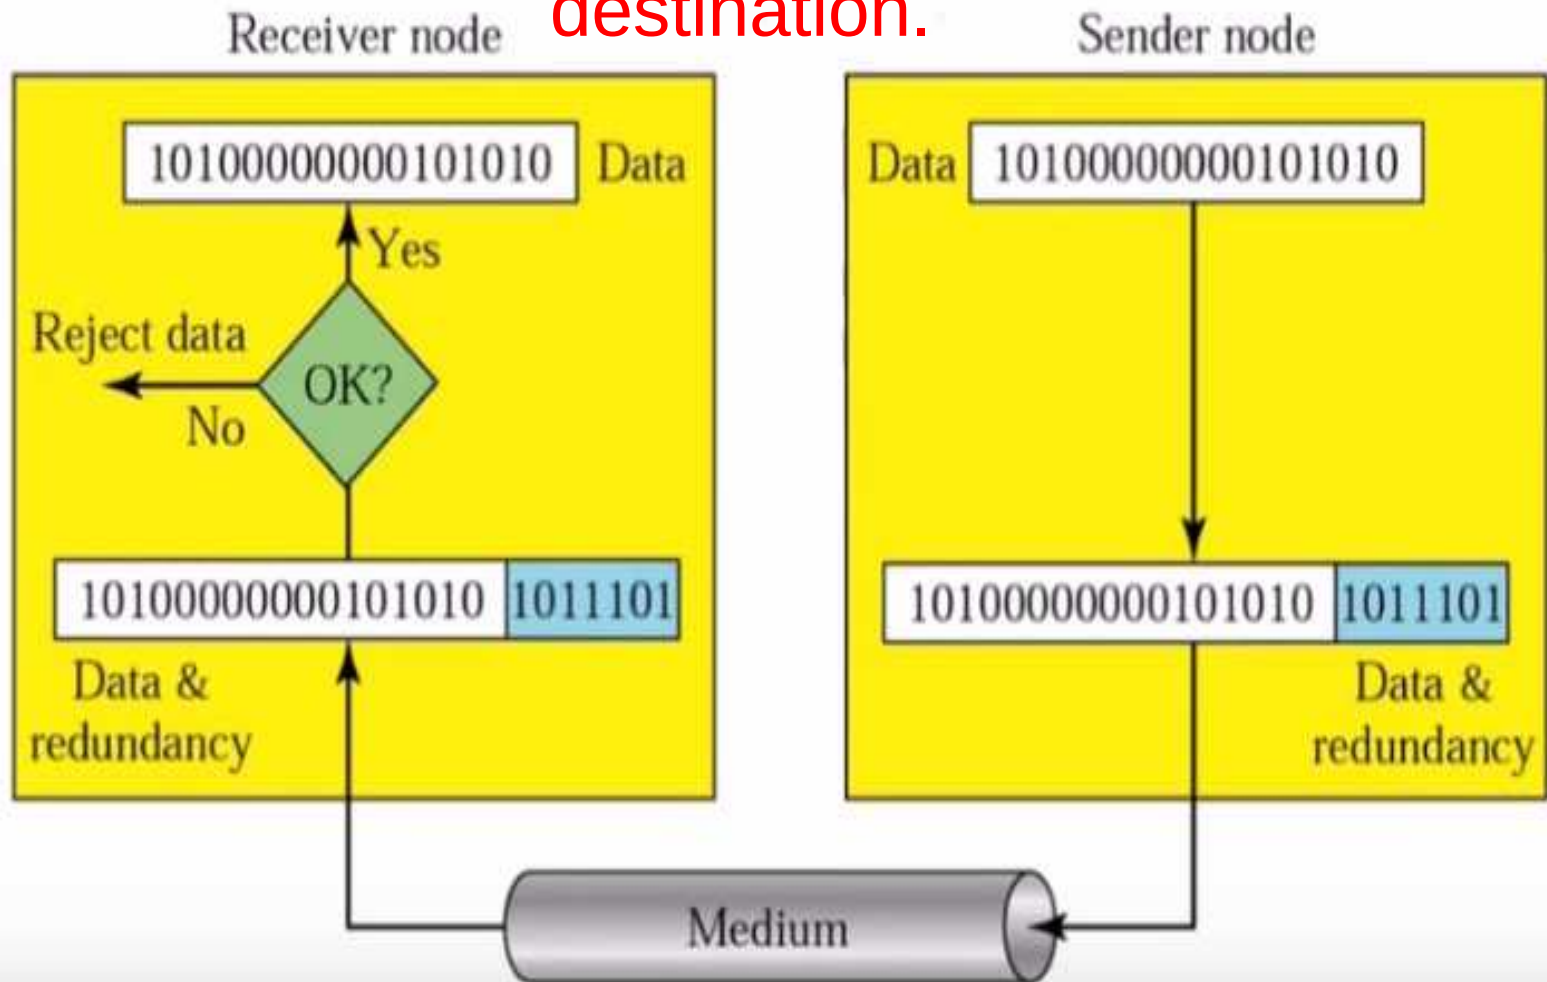 destination.
Receiver node
Sender node
10100000000101010 Data
Data 10100000000101010
Yes
Reject data
OK?
No
10100000000101010 1011101
10100000000101010 1011101
Data &
redundancy
Data &
redundancy
Medium